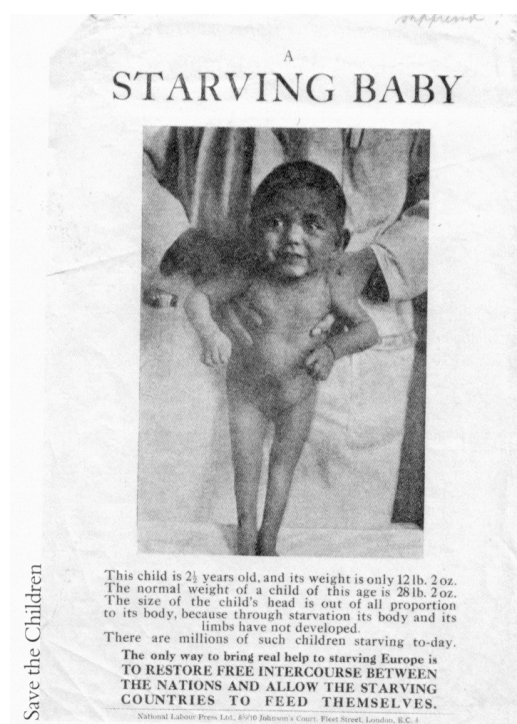 suppressed!
A
STARVING BABY
This child is 2½ years old, and its weight is only 12 lb. 2 oz.
The normal weight of a child of this age is 28 lb. 2 oz.
The size of the child's head is out of all proportion
to its body, because through starvation its body and its
limbs have not developed.
There are millions of such children starving to-day.
The only way to bring real help to starving Europe is
TO RESTORE FREE INTERCOURSE BETWEEN
THE NATIONS AND ALLOW THE STARVING
COUNTRIES TO FEED THEMSELVES.
National Labour Press Ltd., 8/9/10 Johnson's Court, Fleet Street, London, E.C. 4
Save the Children